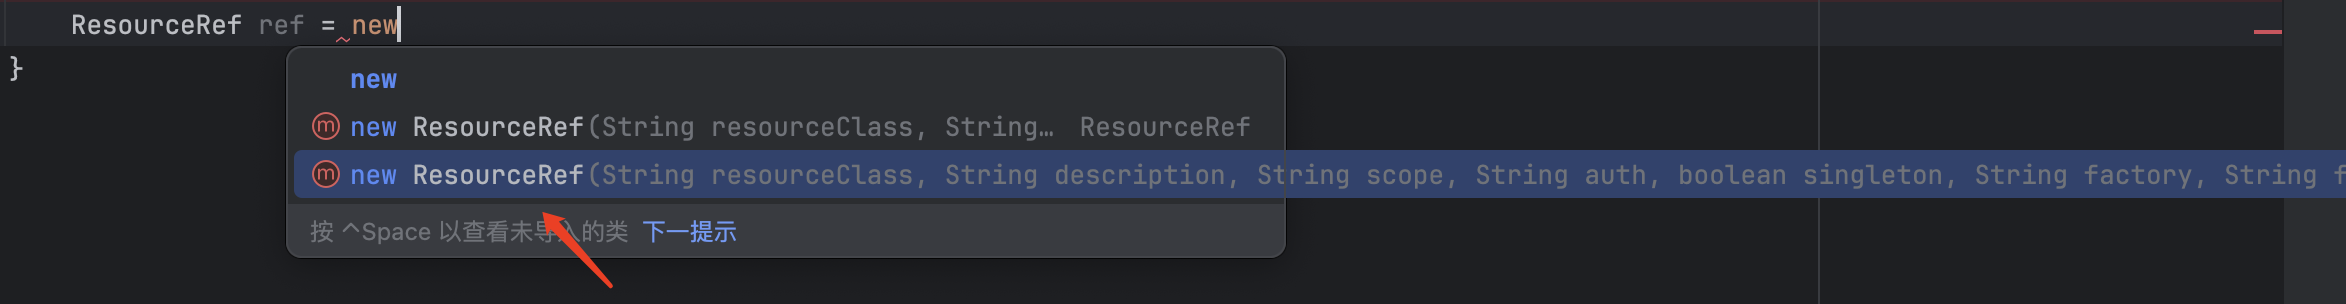 ResourceRef ref = new
}
new
m new ResourceRef(String resourceClass, String… ResourceRef
m new ResourceRef(String resourceClass, String description, String scope, String auth, boolean singleton, String factory, String f
按 ^Space 以查看未导入的类 下一提示